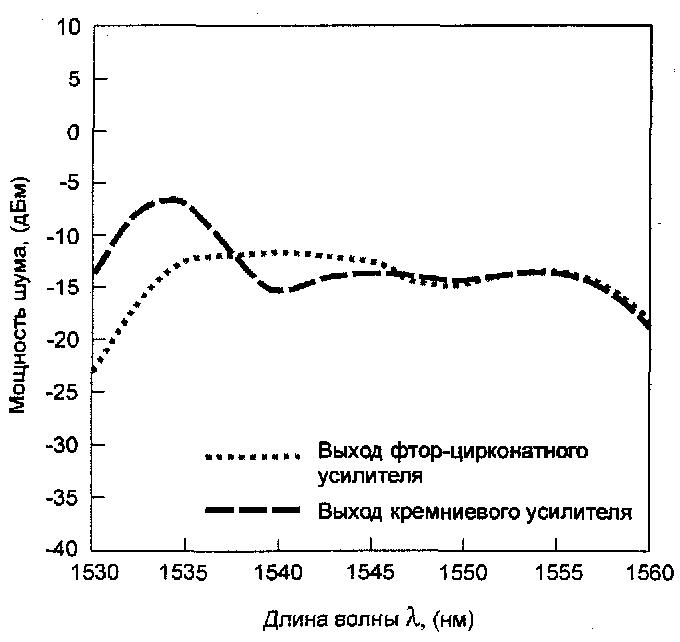 10
5
0
-5
-10
-15
-20
-25
-30
-35
-40
Мощность шума, (дБм)
Выход фтор-цирконатного
усилителя
Выход кремниевого усилителя
1530 1535 1540 1545 1550 1555 1560
Длина волны λ, (нм)